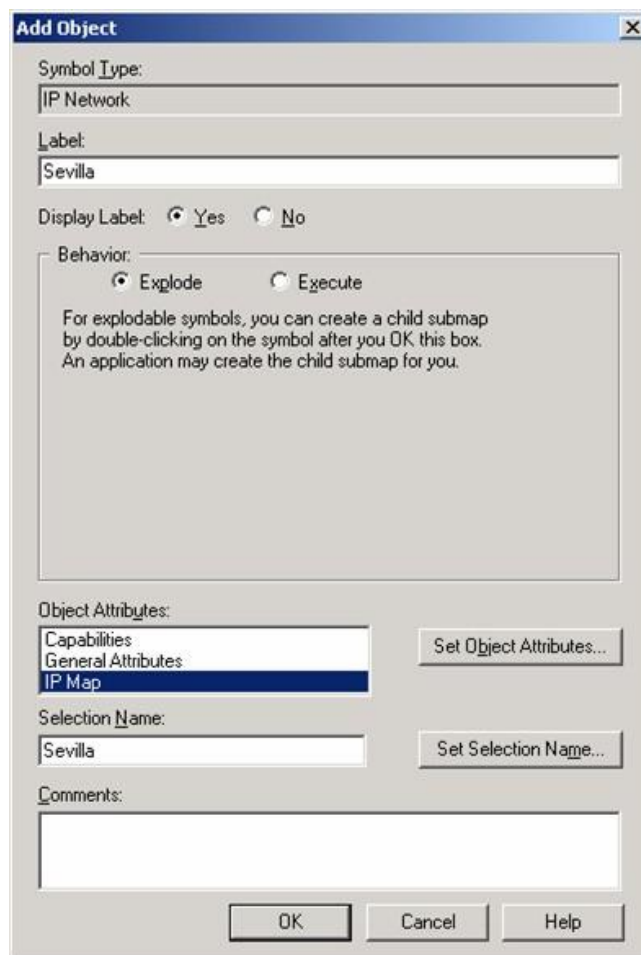 Add Object
Symbol Type:
IP Network
Label:
Sevilla
Display Label: Yes No
Behavior:
Explode Execute
For explodable symbols, you can create a child submap
by double-clicking on the symbol after you OK this box.
An application may create the child submap for you.
Object Attributes:
Capabilities
General Attributes
IP Map
Set Object Attributes...
Selection Name:
Sevilla
Set Selection Name...
Comments:
OK Cancel Help